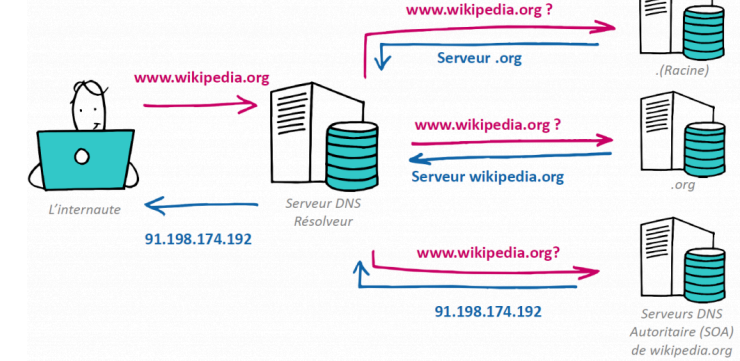 www.wikipedia.org ?
Serveur .org
.(Racine)
www.wikipedia.org
www.wikipedia.org ?
Serveur wikipedia.org
.org
L'internaute
Serveur DNS
Résolveur
91.198.174.192
www.wikipedia.org?
91.198.174.192
Serveurs DNS
Autoritaire (SOA)
de wikipedia.org